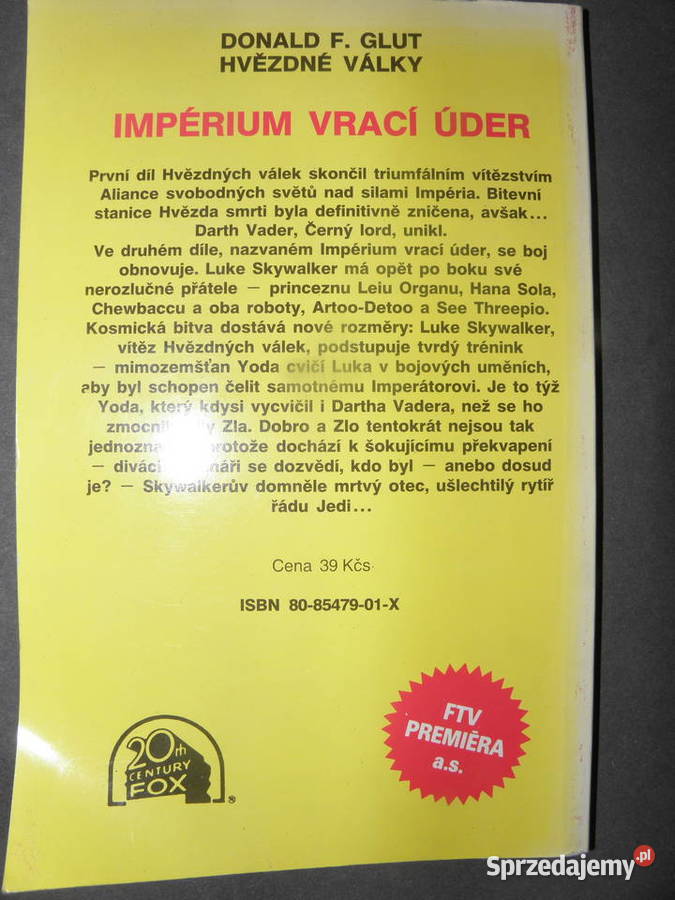 DONALD F. GLUT
HVĚZDNÉ VÁLKY
IMPÉRIUM VRACÍ ÚDER
První díl Hvězdných válek skončil triumfálním vítězstvím
Aliance svobodných světů nad silami Impéria. Bitevní
stanice Hvězda smrti byla definitivně zničena, avšak...
Darth Vader, Černý lord, unikl.
Ve druhém díle, nazvaném Impérium vrací úder, se boj
obnovuje. Luke Skywalker má opět po boku své
nerozlučné přátele — princeznu Leiu Organu, Hana Sola,
Chewbaccu a oba roboty, Artoo-Detoo a See Threepio.
Kosmická bitva dostává nové rozměry: Luke Skywalker,
vítěz Hvězdných válek, podstupuje tvrdý trénink
— mimozemšťan Yoda cvičí Luka v bojových uměních,
aby byl schopen čelit samotnému Imperátorovi. Je to týž
Yoda, který kdysi vycvičil i Dartha Vadera, než se ho
Zla. Dobro a Zlo tentokrát nejsou tak
protože dochází k šokujícímu překvapení
— diváci se dozvědí, kdo byl — anebo dosud
je? — Skywalkerův domněle mrtvý otec, ušlechtilý rytíř
řádu Jedi...
Cena 39 Kčs
ISBN 80-85479-01-X
FTV
PREMIÉRA
a.s.
20th
CENTURY
FOX
®
Sprzedajemy.pl